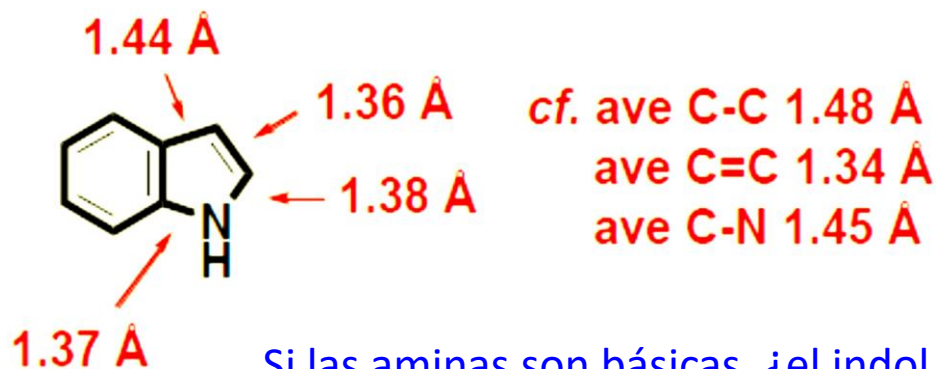 1.44 Å
1.36 Å
1.38 Å
1.37 Å
N
H
cf. ave C-C 1.48 Å
ave C=C 1.34 Å
ave C-N 1.45 Å
Si las aminas son básicas, ¿el indol